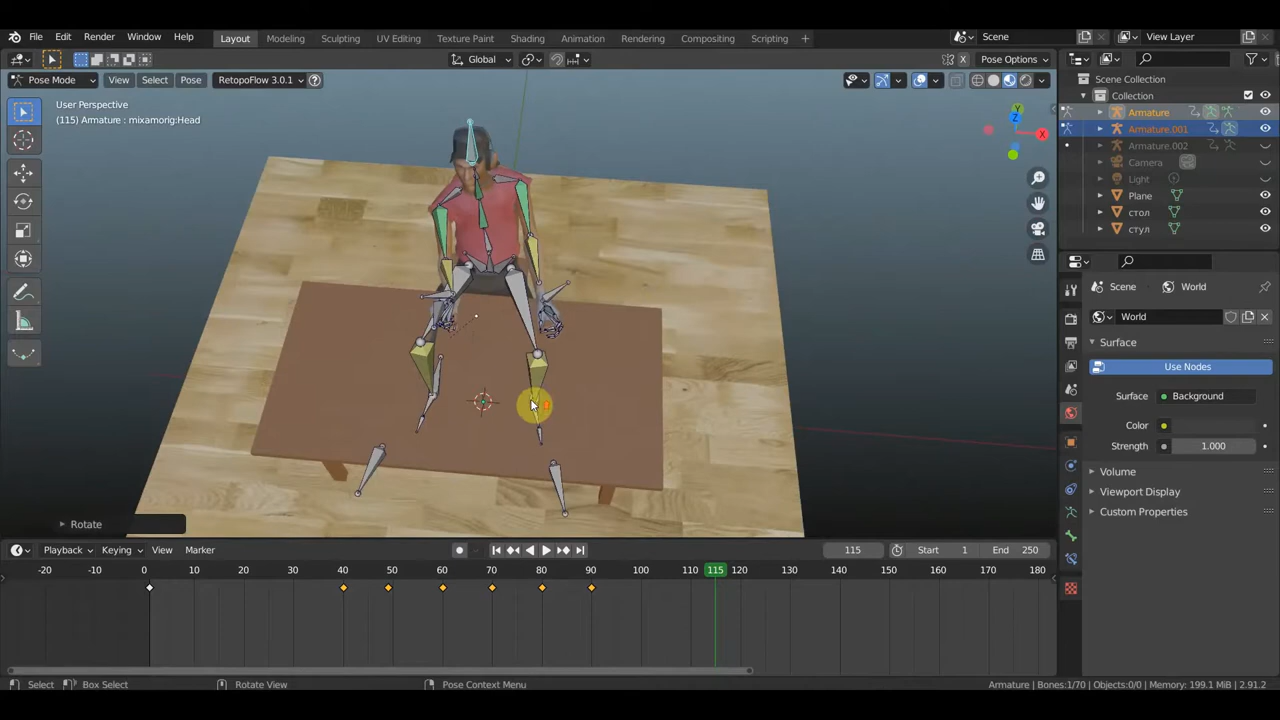 File Edit Render Window Help Layout Modeling Sculpting UV Editing Texture Paint Shading Animation Rendering Compositing Scripting + Scene View Layer
Global X Pose Options
Pose Mode View Select Pose RetopoFlow 3.0.1 ?
User Perspective
(115) Armature : mixamorig:Head
Y
Z
X
Scene Collection
Collection
Armature
Armature.001
Armature.002
Camera
Light
Plane
стол
стул
Scene World
World
Surface
Use Nodes
Surface Background
Color
Strength 1.000
Volume
Viewport Display
Custom Properties
Rotate
Playback Keying View Marker 115 Start 1 End 250
-20 -10 0 10 20 30 40 50 60 70 80 90 100 110 115 120 130 140 150 160 170 180
Select Box Select Rotate View Pose Context Menu Armature | Bones:1/70 | Objects:0/0 | Memory: 199.1 MiB | 2.91.2